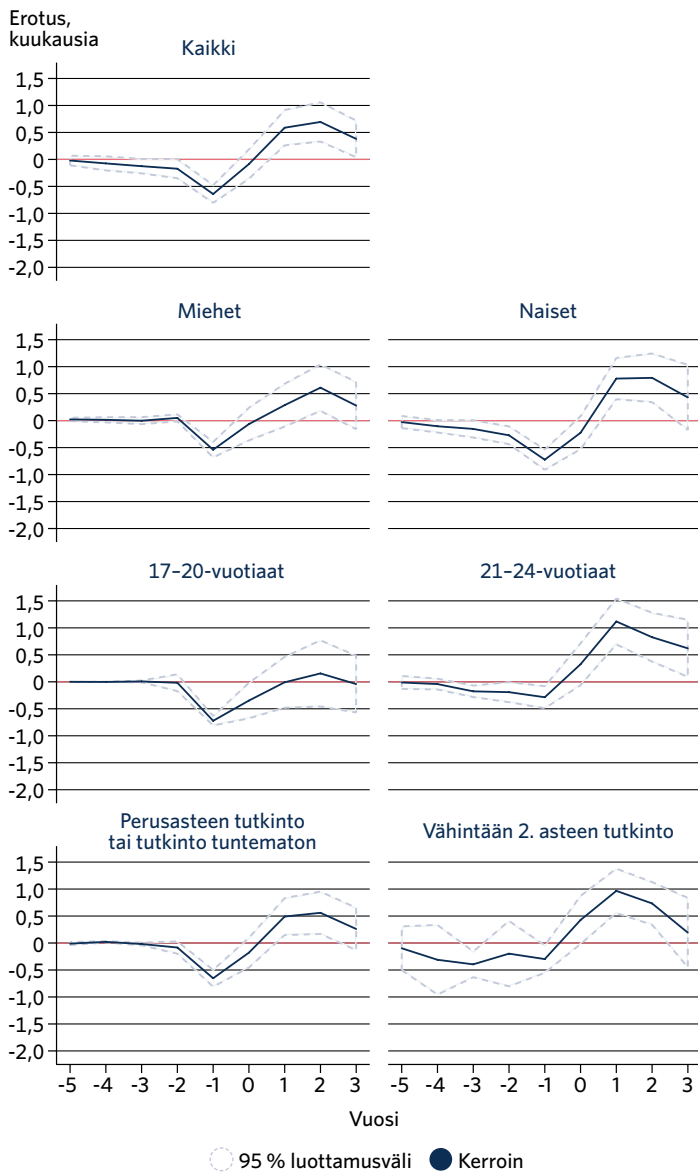 Erotus,
kuukausia
Kaikki
1,5
1,0
0,5
0
-0,5
-1,0
-1,5
-2,0
Miehet
Naiset
1,5
1,0
0,5
0
-0,5
-1,0
-1,5
-2,0
17–20-vuotiaat
21–24-vuotiaat
1,5
1,0
0,5
0
-0,5
-1,0
-1,5
-2,0
Perusasteen tutkinto
tai tutkinto tuntematon
Vähintään 2. asteen tutkinto
1,5
1,0
0,5
0
-0,5
-1,0
-1,5
-2,0
-5 -4 -3 -2 -1 0 1 2 3 -5 -4 -3 -2 -1 0 1 2 3
Vuosi
95 % luottamusväli Kerroin